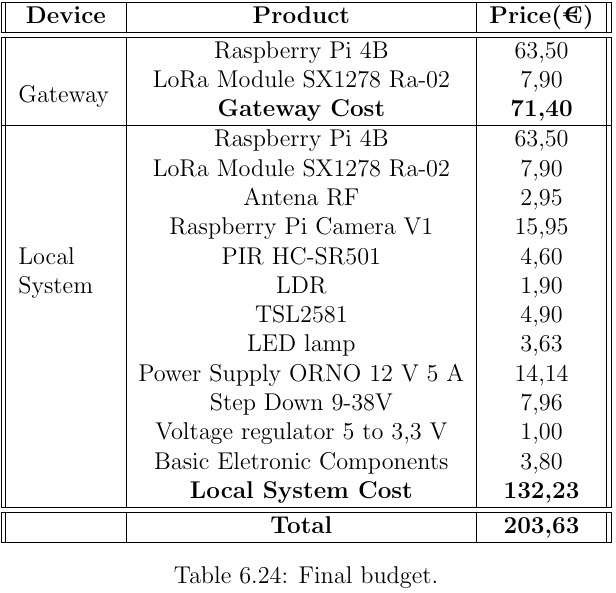 Device Product Price(€)
Raspberry Pi 4B 63,50
LoRa Module SX1278 Ra-02 7,90
Gateway
Gateway Cost 71,40
Raspberry Pi 4B 63,50
LoRa Module SX1278 Ra-02 7,90
Antena RF 2,95
Raspberry Pi Camera V1 15,95
Local PIR HC-SR501 4,60
System LDR 1,90
TSL2581 4,90
LED lamp 3,63
Power Supply ORNO 12 V 5 A 14,14
Step Down 9-38V 7,96
Voltage regulator 5 to 3,3 V 1,00
Basic Eletronic Components 3,80
Local System Cost 132,23
Total 203,63
Table 6.24: Final budget.